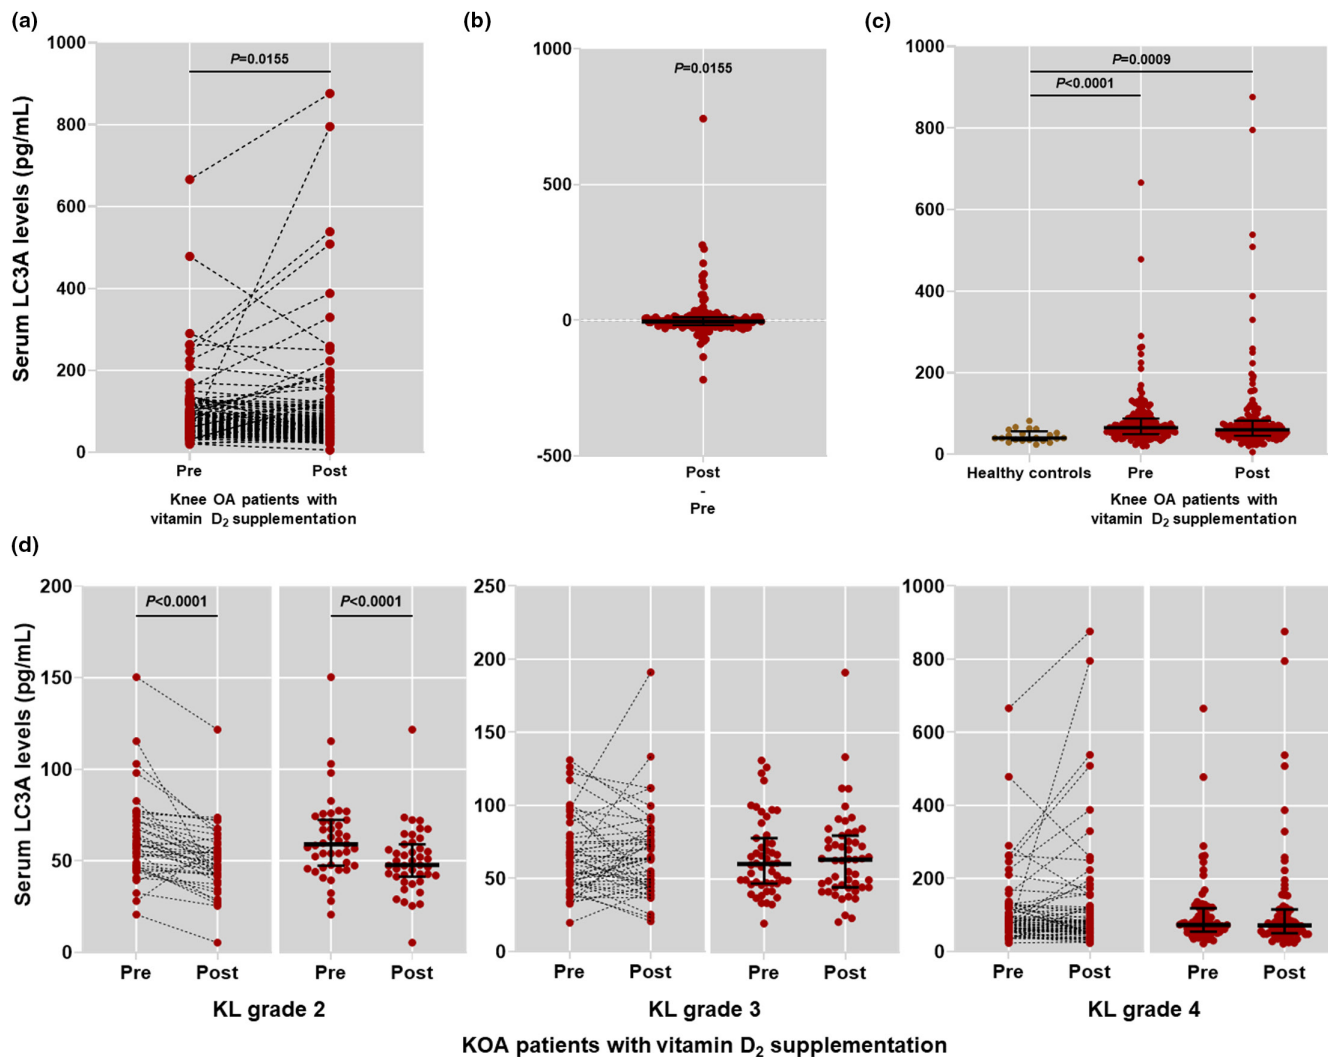 (a)
Serum LC3A levels (pg/mL)
1000
800
600
400
200
0
P=0.0155
Pre
Post
Knee OA patients with
vitamin D₂ supplementation
(b)
1000
500
0
-500
P=0.0155
Post
-
Pre
(c)
1000
800
600
400
200
0
P=0.0009
P<0.0001
Healthy controls
Pre
Post
Knee OA patients with
vitamin D₂ supplementation
(d)
Serum LC3A levels (pg/mL)
200
150
100
50
0
P<0.0001
P<0.0001
Pre
Post
Pre
Post
KL grade 2
250
200
150
100
50
0
Pre
Post
Pre
Post
KL grade 3
1000
800
600
400
200
0
Pre
Post
Pre
Post
KL grade 4
KOA patients with vitamin D₂ supplementation